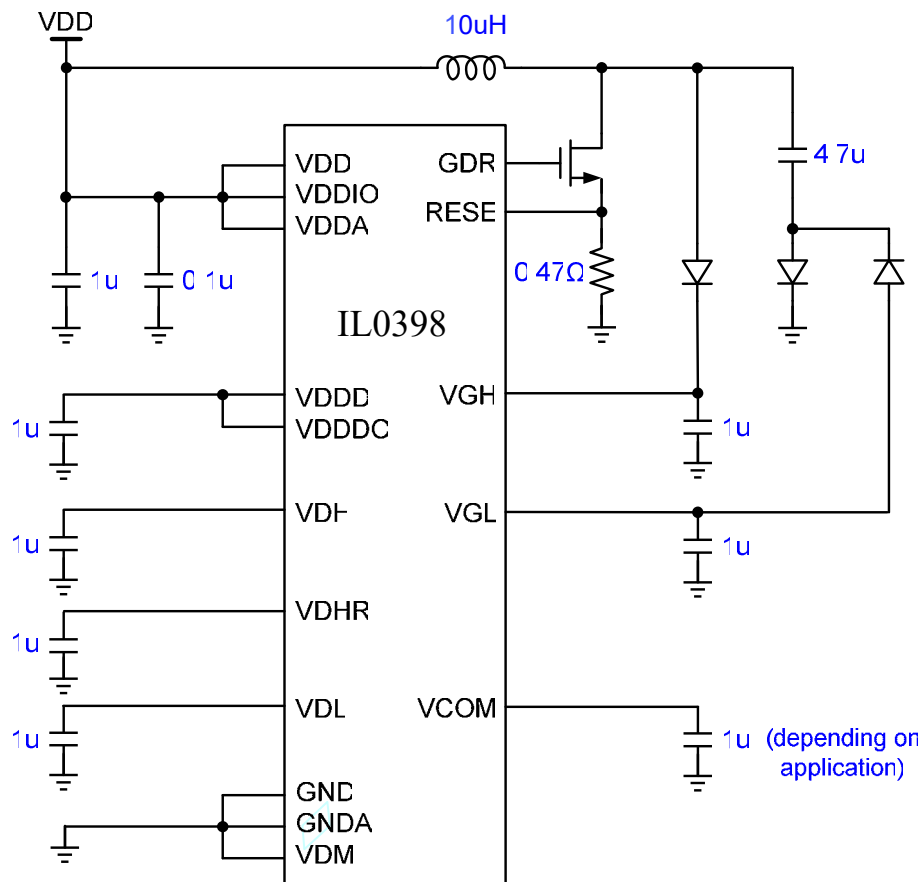 VDD
10uH
VDD
GDR
4 7u
VDDIO
RESE
VDDA
1u
0 1u
0 47Ω
IL0398
VDDD
VGH
1u
VDDDO
1u
VDH
VGL
1u
1u
VDHR
1u
VDL
VCOM
1u
1u (depending on
application)
GND
GNDA
VDM